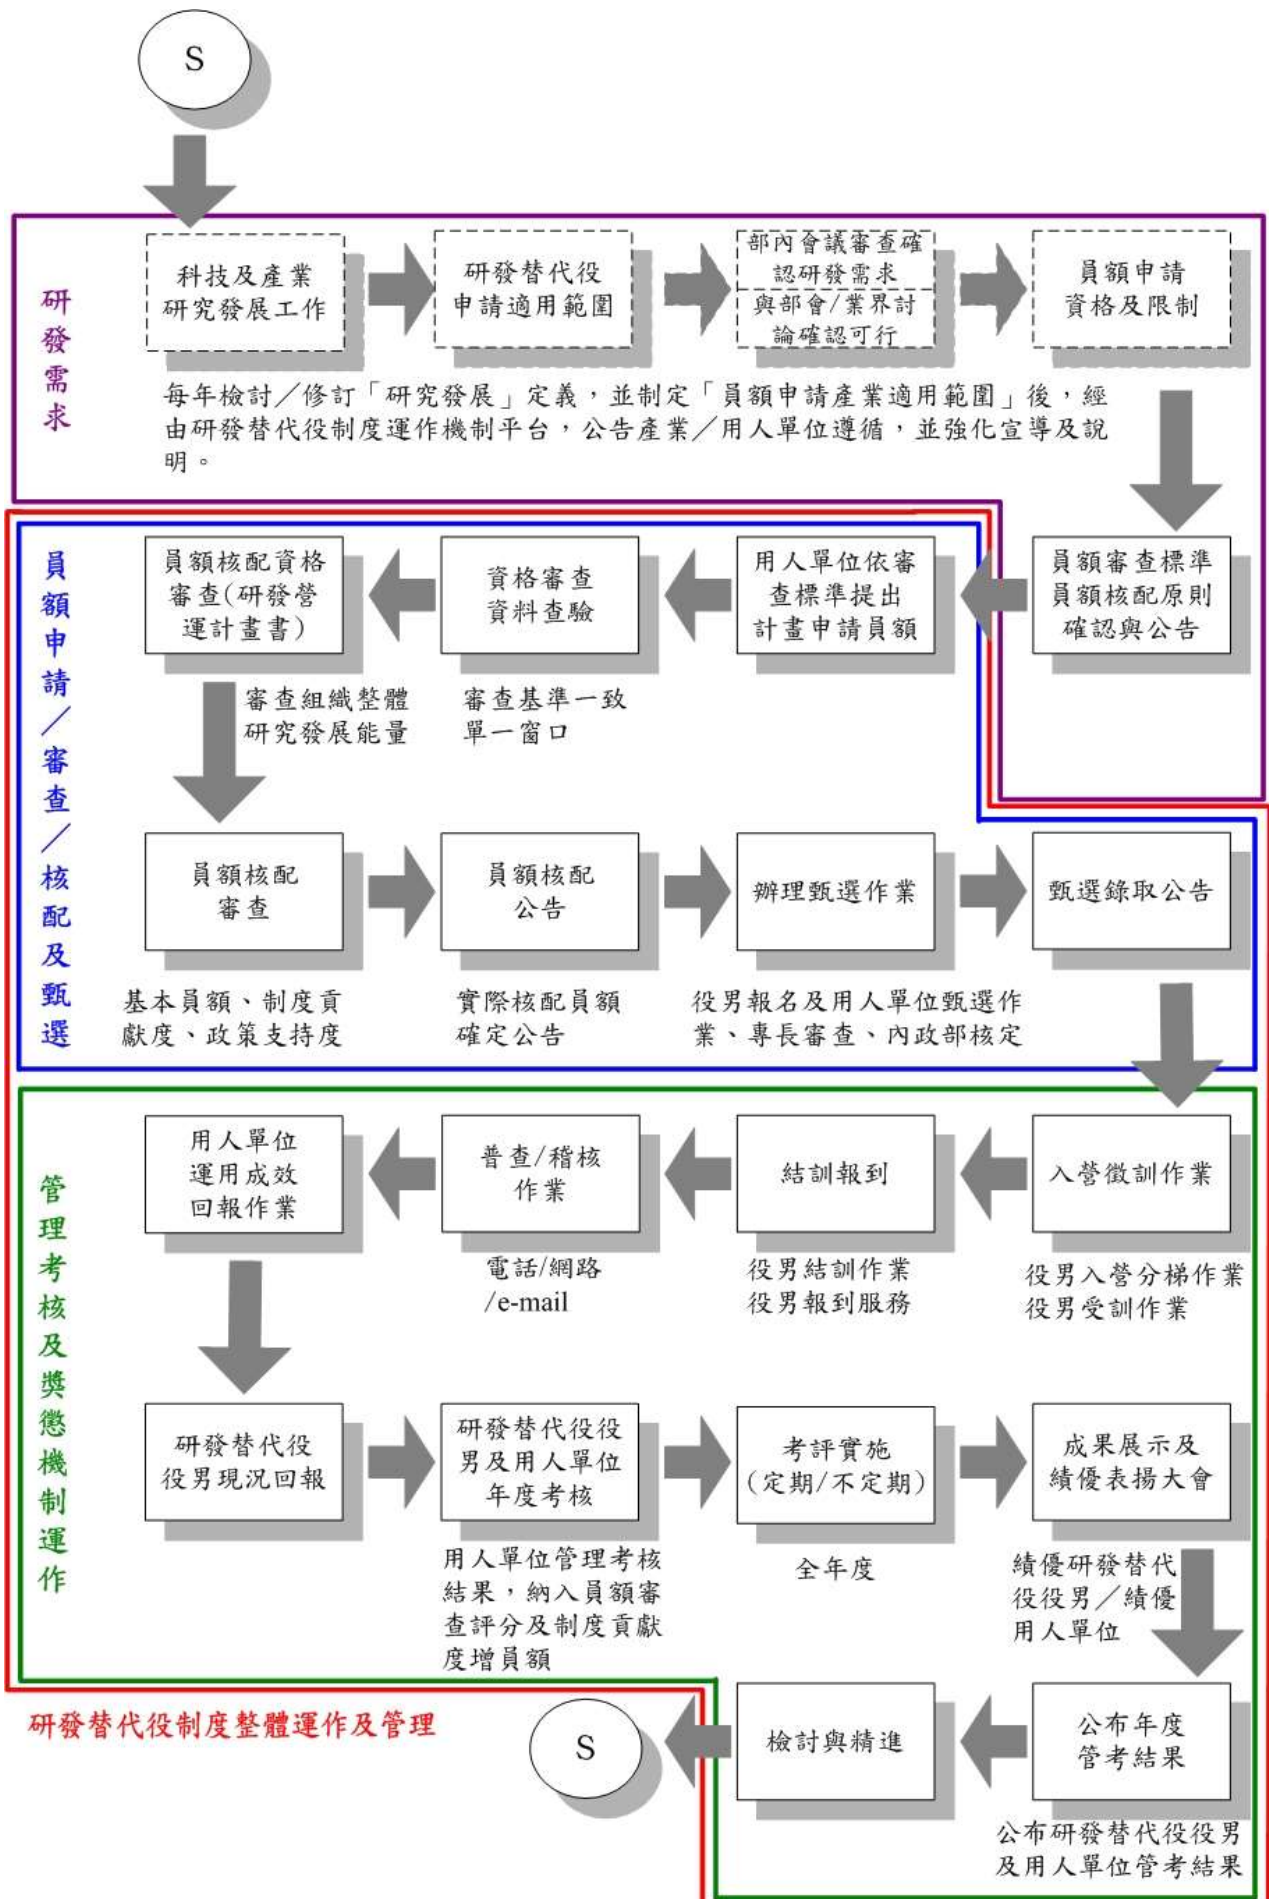 S
研發需求
科技及產業
研究發展工作
研發替代役
申請適用範圍
部內會議審查確
認研發需求
與部會/業界討
論確認可行
員額申請
資格及限制
每年檢討／修訂「研究發展」定義，並制定「員額申請產業適用範圍」後，經
由研發替代役制度運作機制平台，公告產業／用人單位遵循，並強化宣導及說
明。
員額審查標準
員額核配原則
確認與公告
員額申請／審查／核配及甄選
用人單位依審
查標準提出
計畫申請員額
資格審查
資料查驗
審查基準一致
單一窗口
員額核配資格
審查(研發營
運計畫書)
審查組織整體
研究發展能量
員額核配
審查
基本員額、制度貢
獻度、政策支持度
員額核配
公告
實際核配員額
確定公告
辦理甄選作業
役男報名及用人單位甄選作
業、專長審查、內政部核定
甄選錄取公告
管理考核及獎懲機制運作
入營徵訓作業
役男入營分梯作業
役男受訓作業
結訓報到
役男結訓作業
役男報到服務
普查/稽核
作業
電話/網路
/e-mail
用人單位
運用成效
回報作業
研發替代役
役男現況回報
研發替代役役
男及用人單位
年度考核
用人單位管理考核
結果，納入員額審
查評分及制度貢獻
度增員額
考評實施
(定期/不定期)
全年度
成果展示及
績優表揚大會
績優研發替代
役役男／績優
用人單位
公布年度
管考結果
公布研發替代役役男
及用人單位管考結果
檢討與精進
S
研發替代役制度整體運作及管理